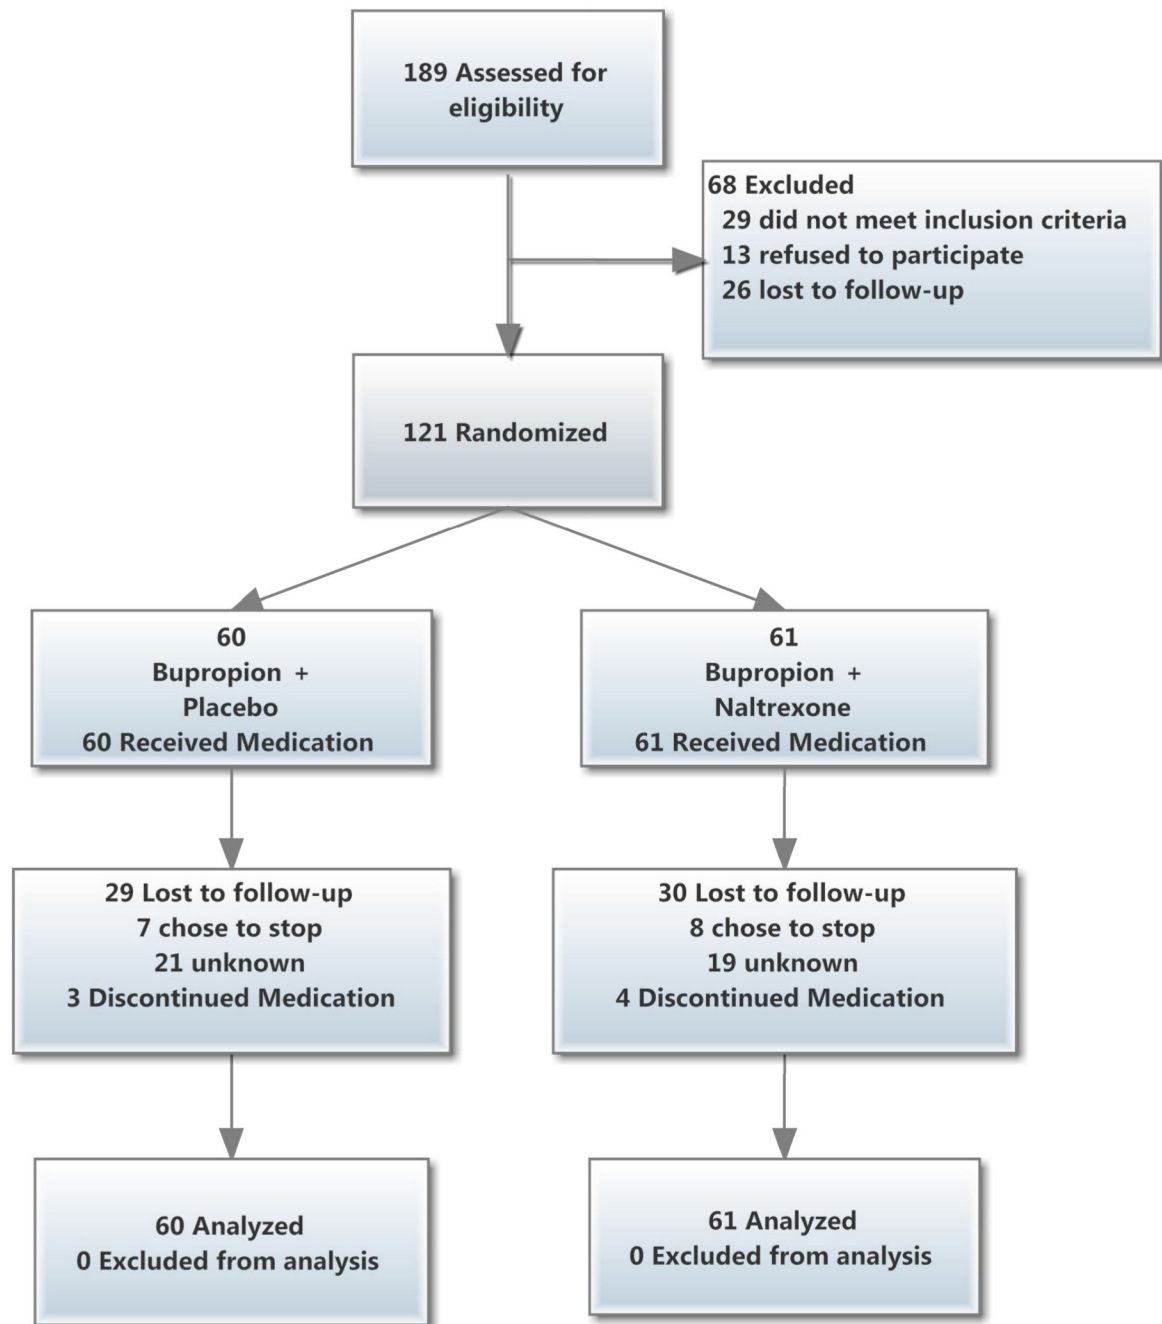 189 Assessed for
eligibility
68 Excluded
29 did not meet inclusion criteria
13 refused to participate
26 lost to follow-up
121 Randomized
60
Bupropion +
Placebo
60 Received Medication
61
Bupropion +
Naltrexone
61 Received Medication
29 Lost to follow-up
7 chose to stop
21 unknown
3 Discontinued Medication
30 Lost to follow-up
8 chose to stop
19 unknown
4 Discontinued Medication
60 Analyzed
0 Excluded from analysis
61 Analyzed
0 Excluded from analysis